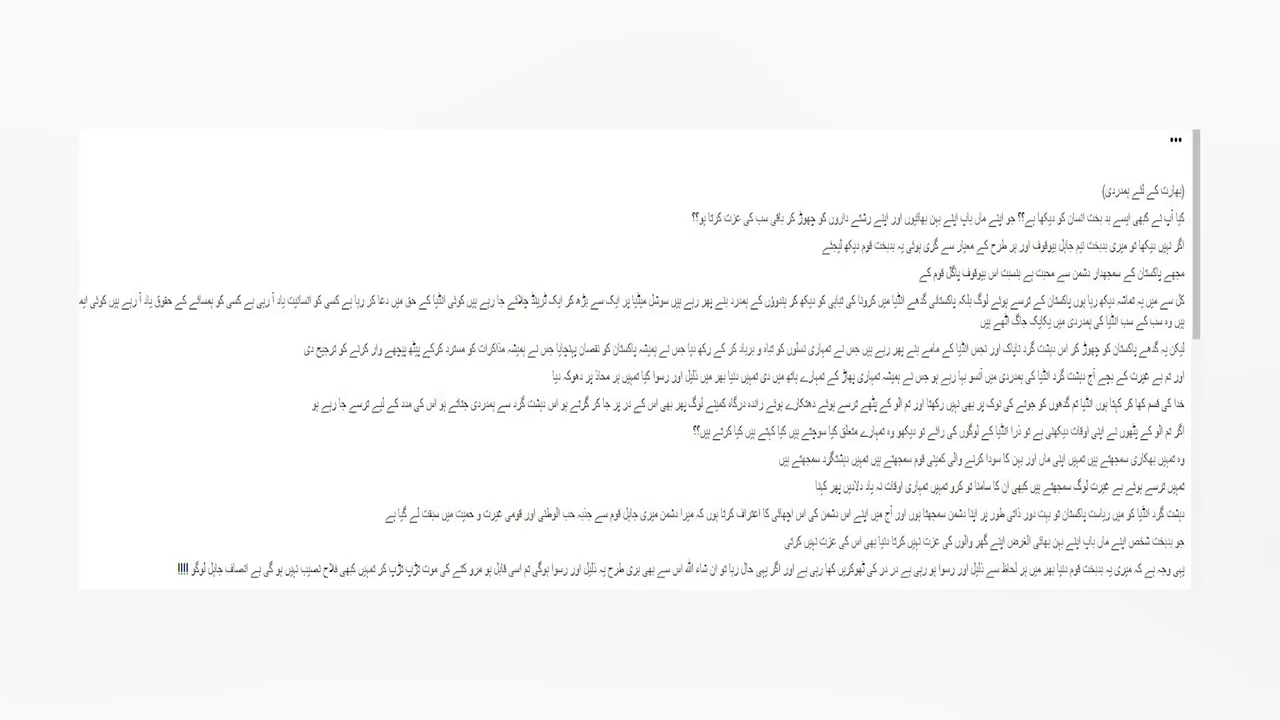 •••
(بھارت کے لئے ہمدردی)
کیا آپ نے کبھی ایسے بد بخت انسان کو دیکھا ہے؟؟ جو اپنے ماں باپ اپنے بہن بھائیوں اور اپنے رشتے داروں کو چھوڑ کر باقی سب کی عزت کرتا ہو؟؟
اگر نہیں دیکھا تو میری بدبخت نیم جاہل بیوقوف اور ہر طرح کے معیار سے گری ہوئی یہ بدبخت قوم دیکھ لیجئے
مجھے پاکستان کے سمجھدار دشمن سے محبت ہے بنسبت اس بیوقوف پاگل قوم کے
کل سے میں یہ تماشہ دیکھ رہا ہوں پاکستان کے ترسے ہوئے لوگ بلکہ پاکستانی گدھے انڈیا میں کرونا کی تباہی کو دیکھ کر ہندوؤں کے ہمدرد بنے پھر رہے ہیں سوشل میڈیا پر ایک سے بڑھ کر ایک ٹرینڈ چلائے جا رہے ہیں کوئی انڈیا کے حق میں دعا کر رہا ہے کسی کو انسانیت یاد آ رہی ہے کسی کو ہمسائے کے حقوق یاد آ رہے ہیں کوئی
ہیں وہ سب کے سب انڈیا کی ہمدردی میں یکایک جاگ اٹھے ہیں
لیکن یہ گدھے پاکستان کو چھوڑ کر اس دہشت گرد ناپاک اور نجس انڈیا کے مامے بنے پھر رہے ہیں جس نے تمہاری نسلوں کو تباہ و برباد کر کے رکھ دیا جس نے ہمیشہ پاکستان کو نقصان پہنچایا جس نے ہمیشہ مذاکرات کو مسترد کرکے پیٹھ پیچھے وار کرنے کو ترجیح دی
اور تم بے غیرت کے بچے آج دہشت گرد انڈیا کی ہمدردی میں آنسو بہا رہے ہو جس نے ہمیشہ تمہاری پھاڑ کے تمہارے ہاتھ میں دی تمہیں دنیا بھر میں ذلیل اور رسوا کیا تمہیں ہر محاذ پر دھوکہ دیا
خدا کی قسم کھا کر کہتا ہوں انڈیا تم گدھوں کو جوتے کی نوک پر بھی نہیں رکھتا اور تم الو کے پٹھے ترسے ہوئے دھتکارے ہوئے راندہ درگاہ کمینے لوگ پھر بھی اس کے در پر جا کر گرتے ہو اس دہشت گرد سے ہمدردی جتاتے ہو اس کی مدد کے لیے ترسے جا رہے ہو
اگر تم الو کے پٹھوں نے اپنی اوقات دیکھنی ہے تو ذرا انڈیا کے لوگوں کی رائے تو دیکھو وہ تمہارے متعلق کیا سوچتے ہیں کیا کہتے ہیں کیا کرتے ہیں؟؟
وہ تمہیں بھکاری سمجھتے ہیں تمہیں اپنی ماں اور بہن کا سودا کرنے والی کمینی قوم سمجھتے ہیں تمہیں دہشتگرد سمجھتے ہیں
تمہیں ترسے ہوئے بے غیرت لوگ سمجھتے ہیں کبھی ان کا سامنا تو کرو تمہیں تمہاری اوقات نہ یاد دلادیں پھر کہنا
دہشت گرد انڈیا کو میں ریاست پاکستان تو بہت دور ذاتی طور پر اپنا دشمن سمجھتا ہوں اور آج میں اپنے اس دشمن کی اس اچھائی کا اعتراف کرتا ہوں کہ میرا دشمن میری جاہل قوم سے جذبہ حب الوطنی اور قومی غیرت و حمیت میں سبقت لے گیا ہے
جو بدبخت شخص اپنے ماں باپ اپنے بہن بھائی الغرض اپنے گھر والوں کی عزت نہیں کرتا دنیا بھی اس کی عزت نہیں کرتی
یہی وجہ ہے کہ میری یہ بدبخت قوم دنیا بھر میں ہر لحاظ سے ذلیل اور رسوا ہو رہی ہے در در کی ٹھوکریں کھا رہی ہے اور اگر یہی حال رہا تو ان شاء اللہ اس سے بھی بری طرح یہ ذلیل اور رسوا ہوگی تم اسی قابل ہو مرو کتے کی موت تڑپ تڑپ کر تمہیں کبھی فلاح نصیب نہیں ہو گی بے انصاف جاہل لوگو !!!!